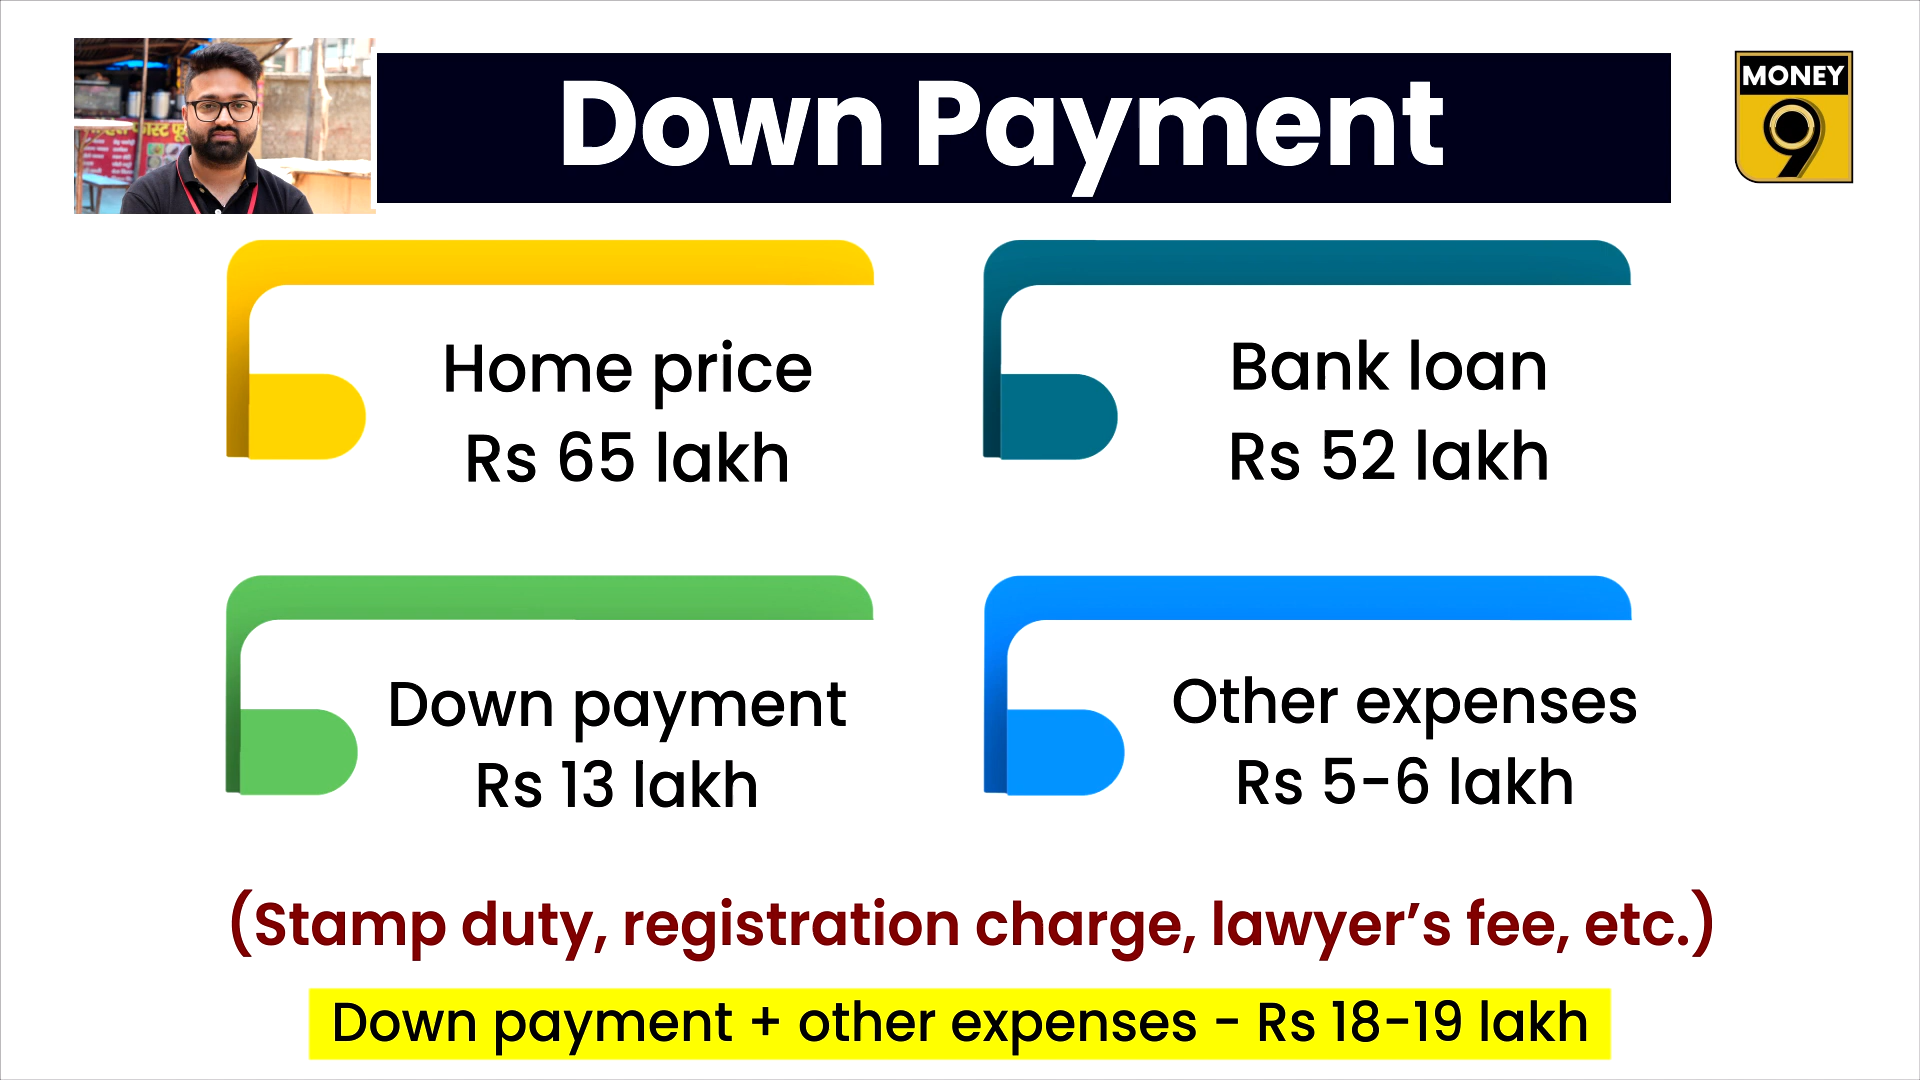 Down Payment
MONEY
9
Home price
Rs 65 lakh
Bank loan
Rs 52 lakh
Down payment
Rs 13 lakh
Other expenses
Rs 5-6 lakh
(Stamp duty, registration charge, lawyer’s fee, etc.)
Down payment + other expenses - Rs 18-19 lakh